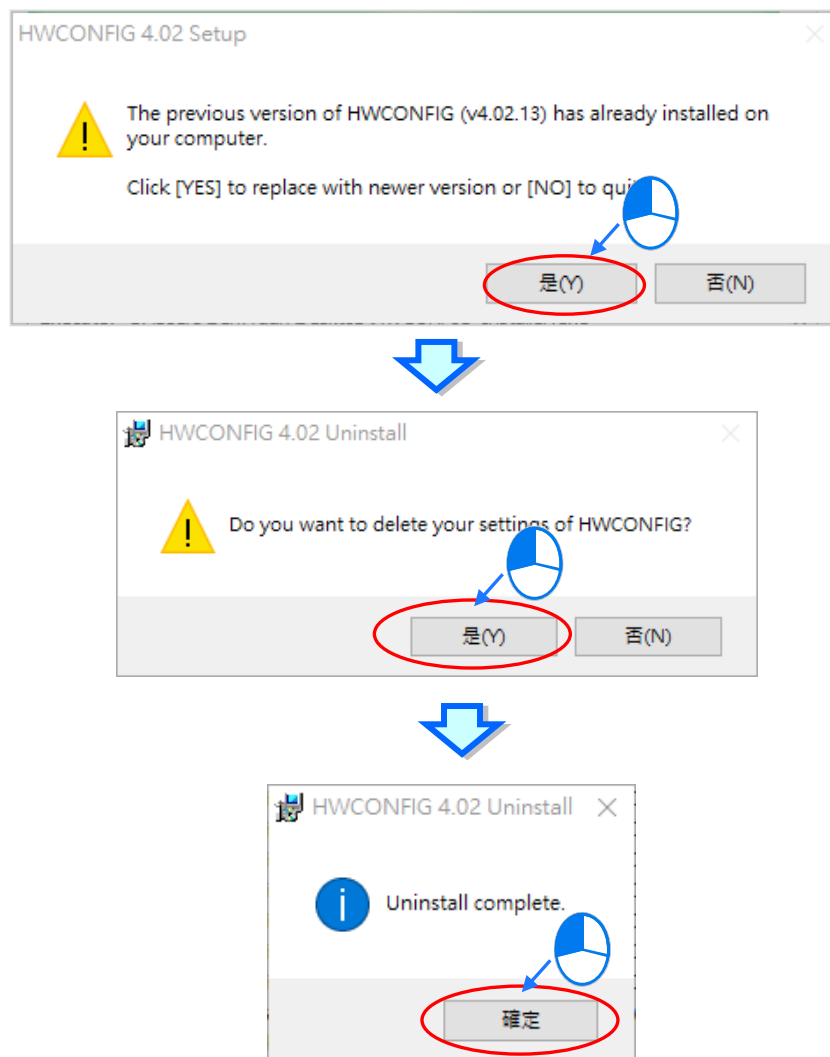 HWCONFIG 4.02 Setup
The previous version of HWCONFIG (v4.02.13) has already installed on
your computer.
Click [YES] to replace with newer version or [NO] to quit
是(Y)
否(N)
HWCONFIG 4.02 Uninstall
Do you want to delete your settings of HWCONFIG?
是(Y)
否(N)
HWCONFIG 4.02 Uninstall
Uninstall complete.
確定